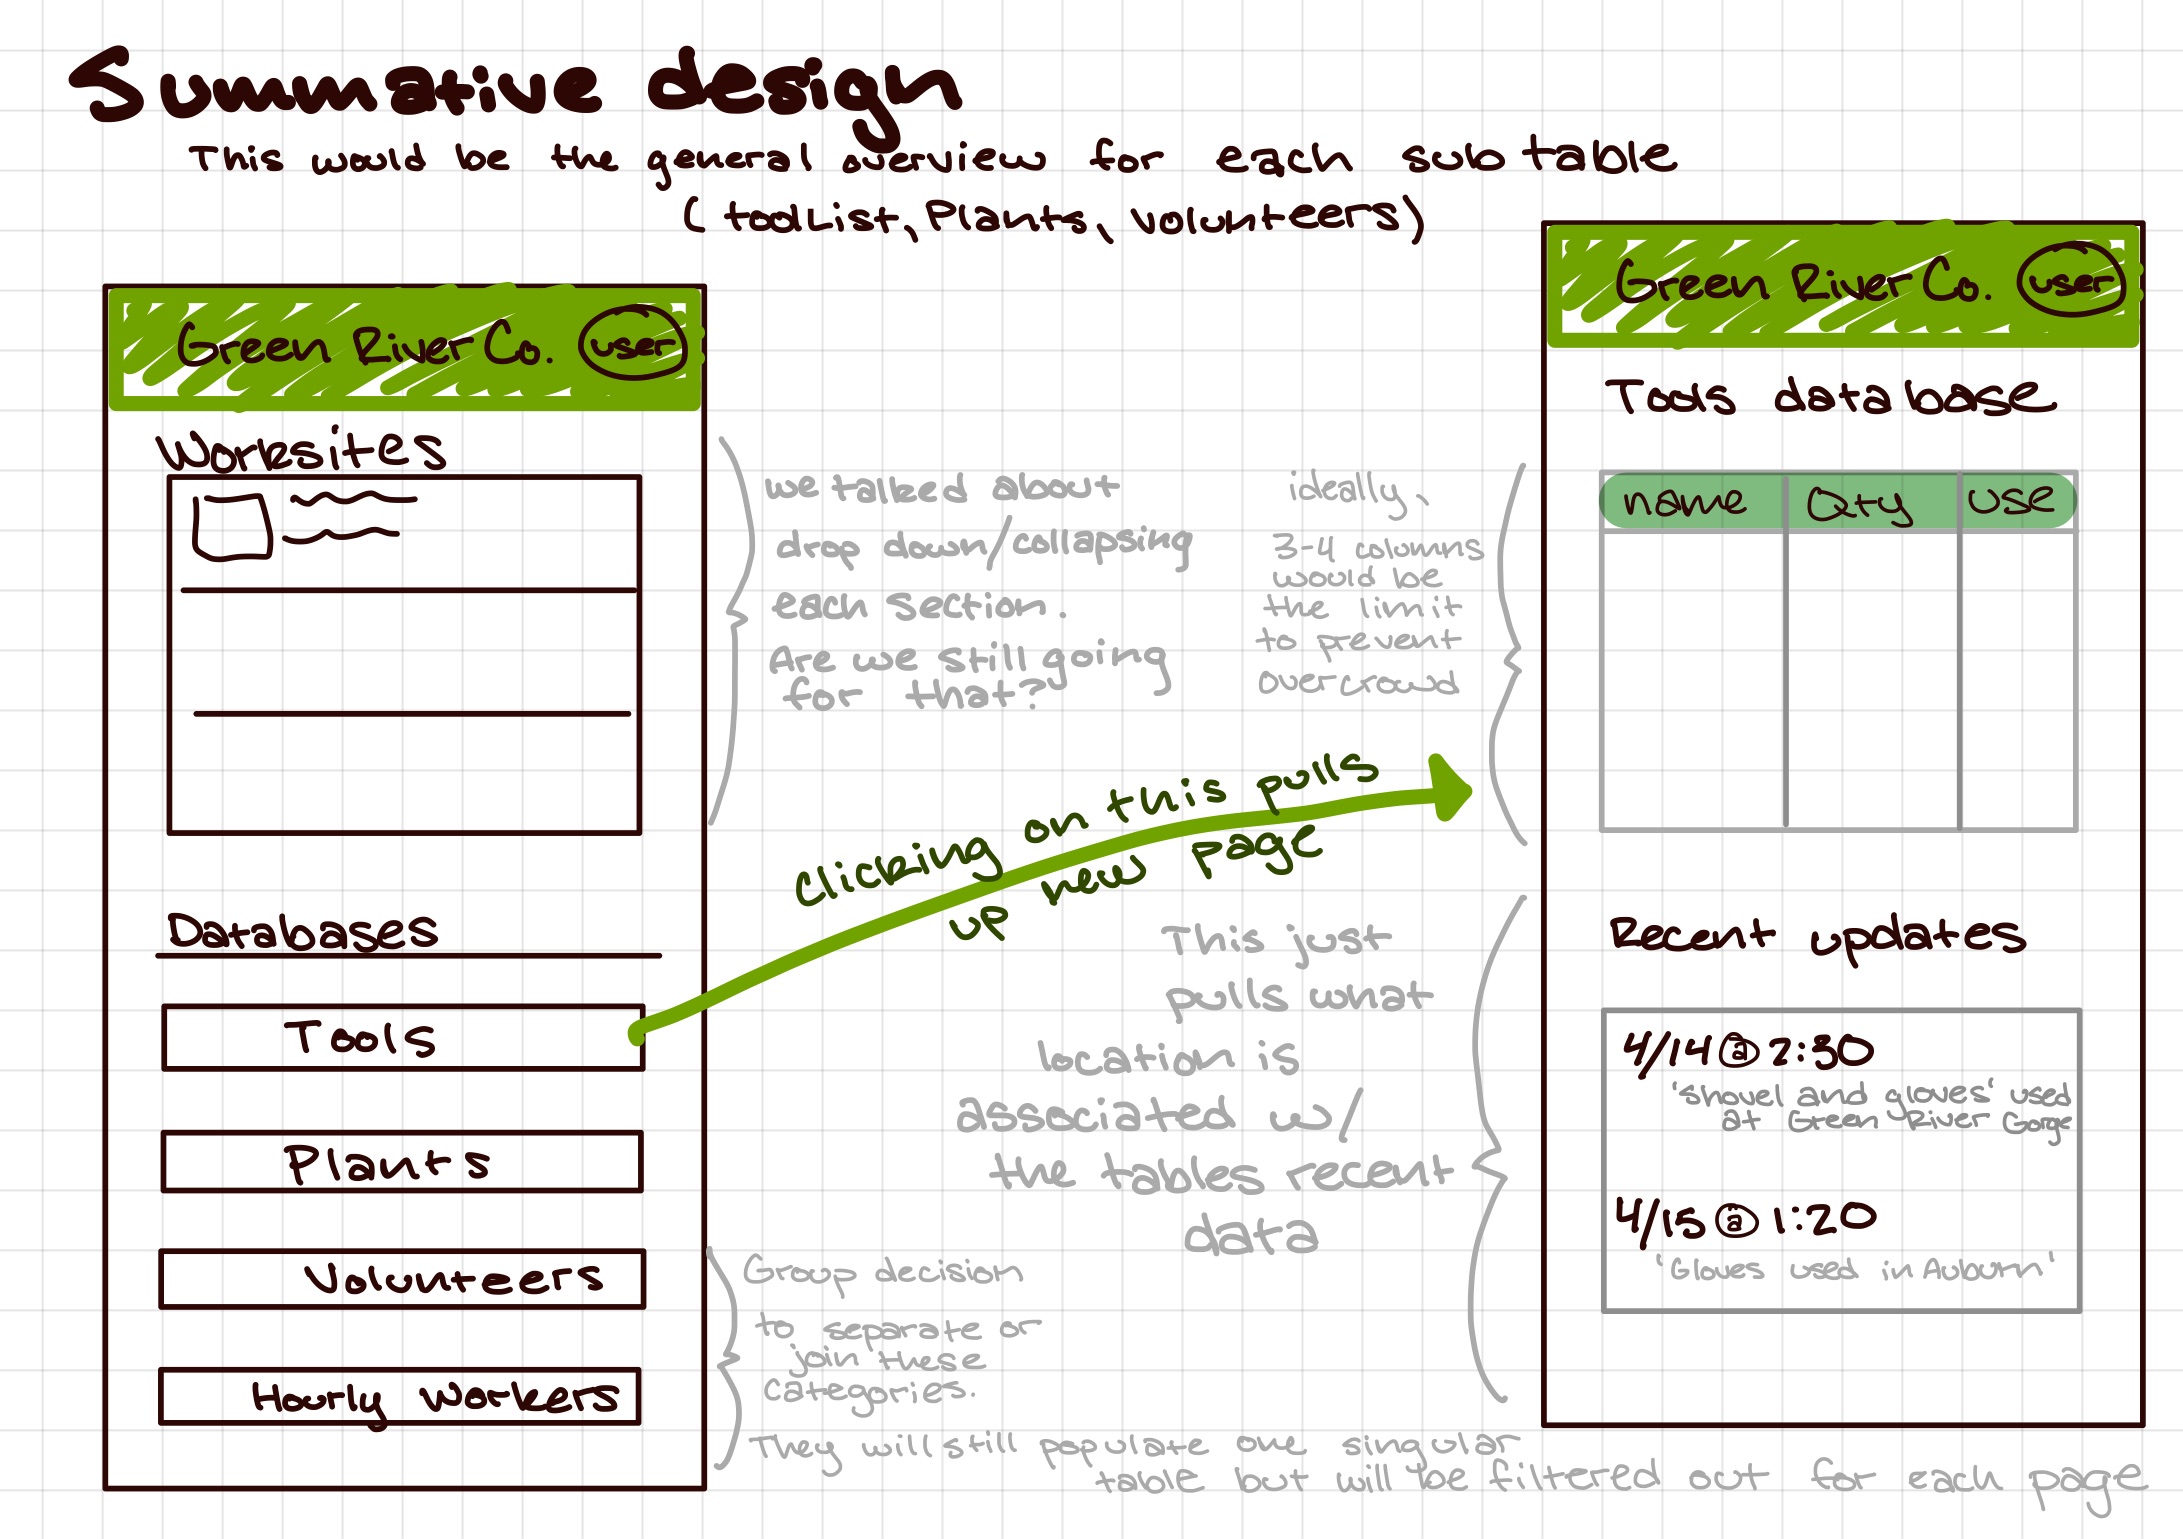 Summative design
This would be the general overview for each sub table
(toolList, Plants, volunteers)
Green River Co. user
Worksites
Databases
Tools
Plants
Volunteers
Hourly Workers
we talked about
drop down/collapsing
each section.
Are we still going
for that?
Clicking on this pulls
up new page
ideally,
3-4 columns
would be
the limit
to prevent
overcrowd
This just
pulls what
location is
associated w/
the tables recent
data
Group decision
to separate or
join these
categories.
They will still populate one singular
table but will be filtered out for each page
Green River Co. user
Tools database
name Qty use
Recent updates
4/14 @ 2:30
'Shovel and gloves' used
at Green River Gorge
4/15 @ 1:20
'Gloves used in Auburn'